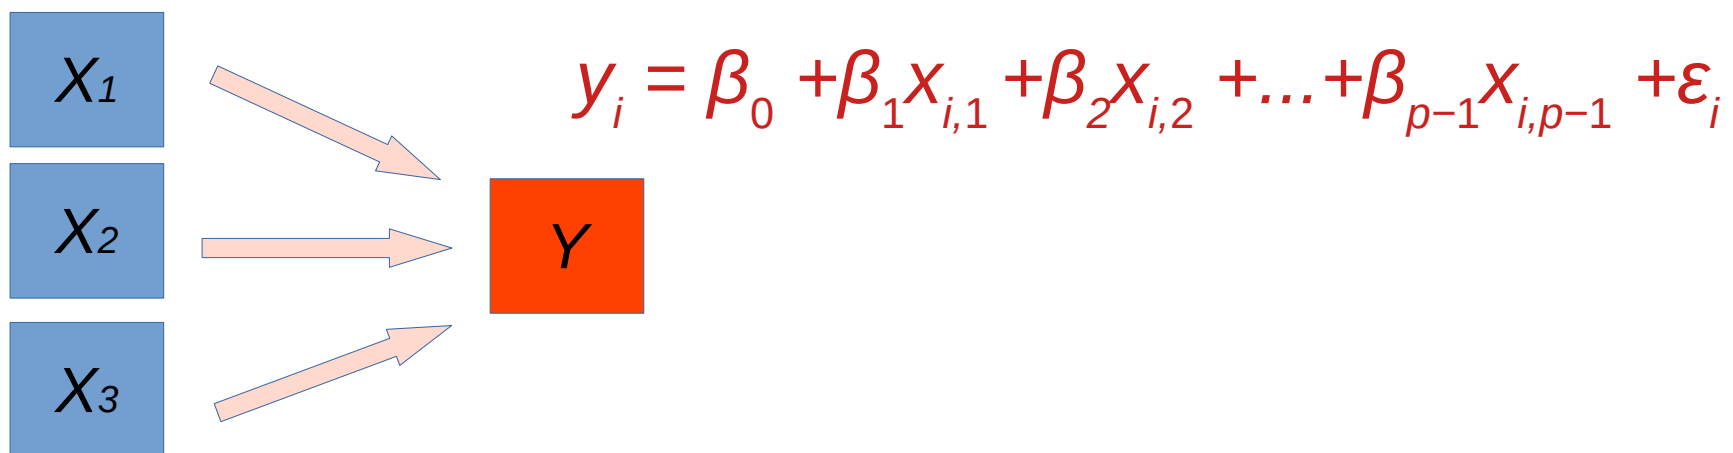 X1
yi = β0 +β1xi,1 +β2xi,2 +...+βp−1xi,p−1 +εi
X2
Y
X3